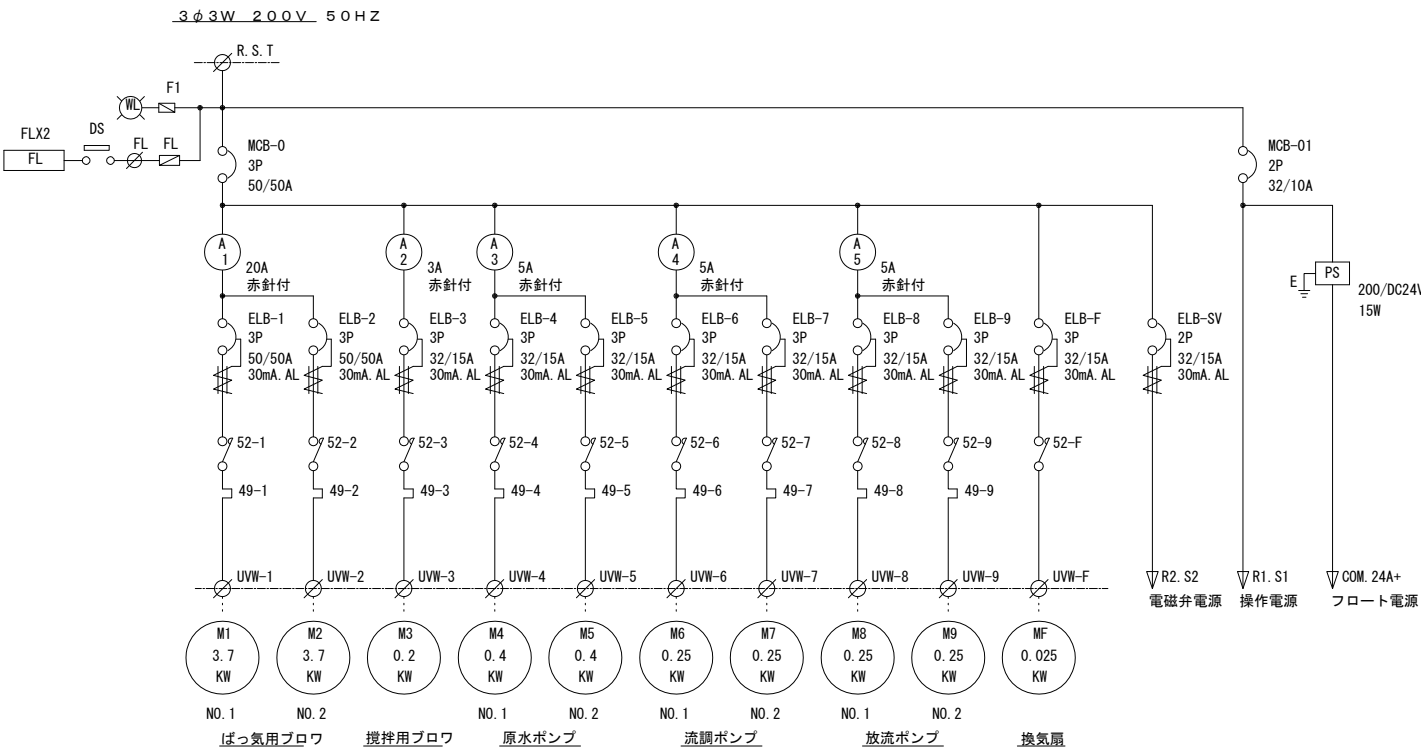 3φ3W 200V 50HZ
R.S.T
F1
WL
FLX2
DS
FL
FL
FL
MCB-0
3P
50/50A
MCB-01
2P
32/10A
A
1
20A
赤針付
A
2
3A
赤針付
A
3
5A
赤針付
A
4
5A
赤針付
A
5
5A
赤針付
E
PS
200/DC24V
15W
ELB-1
3P
50/50A
30mA.AL
ELB-2
3P
50/50A
30mA.AL
ELB-3
3P
32/15A
30mA.AL
ELB-4
3P
32/15A
30mA.AL
ELB-5
3P
32/15A
30mA.AL
ELB-6
3P
32/15A
30mA.AL
ELB-7
3P
32/15A
30mA.AL
ELB-8
3P
32/15A
30mA.AL
ELB-9
3P
32/15A
30mA.AL
ELB-F
3P
32/15A
30mA.AL
ELB-SV
2P
32/15A
30mA.AL
52-1
52-2
52-3
52-4
52-5
52-6
52-7
52-8
52-9
52-F
49-1
49-2
49-3
49-4
49-5
49-6
49-7
49-8
49-9
UVW-1
UVW-2
UVW-3
UVW-4
UVW-5
UVW-6
UVW-7
UVW-8
UVW-9
UVW-F
R2.S2
電磁弁電源
R1.S1
操作電源
COM.24A+
フロート電源
M1
3.7
KW
M2
3.7
KW
M3
0.2
KW
M4
0.4
KW
M5
0.4
KW
M6
0.25
KW
M7
0.25
KW
M8
0.25
KW
M9
0.25
KW
MF
0.025
KW
NO.1
NO.2
NO.1
NO.2
NO.1
NO.2
NO.1
NO.2
ばっ気用ブロワ
撹拌用ブロワ
原水ポンプ
流調ポンプ
放流ポンプ
換気扇